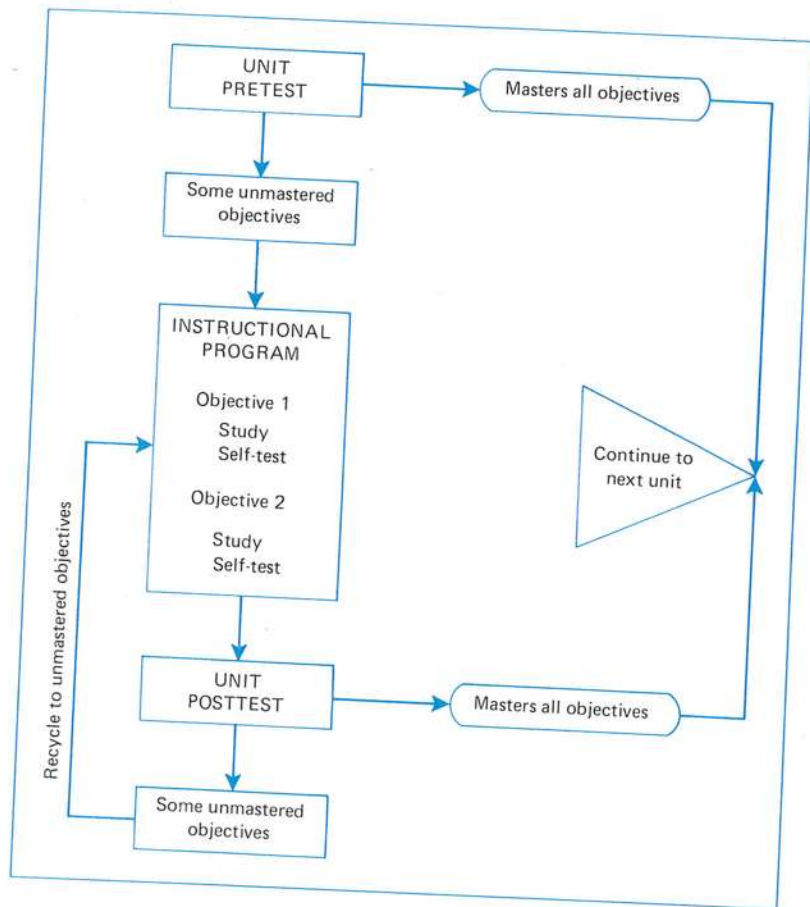 UNIT
PRETEST
Masters all objectives
Some unmastered
objectives
INSTRUCTIONAL
PROGRAM
Objective 1
Study
Self-test
Objective 2
Study
Self-test
Continue to
next unit
Recycle to unmastered objectives
UNIT
POSTTEST
Masters all objectives
Some unmastered
objectives